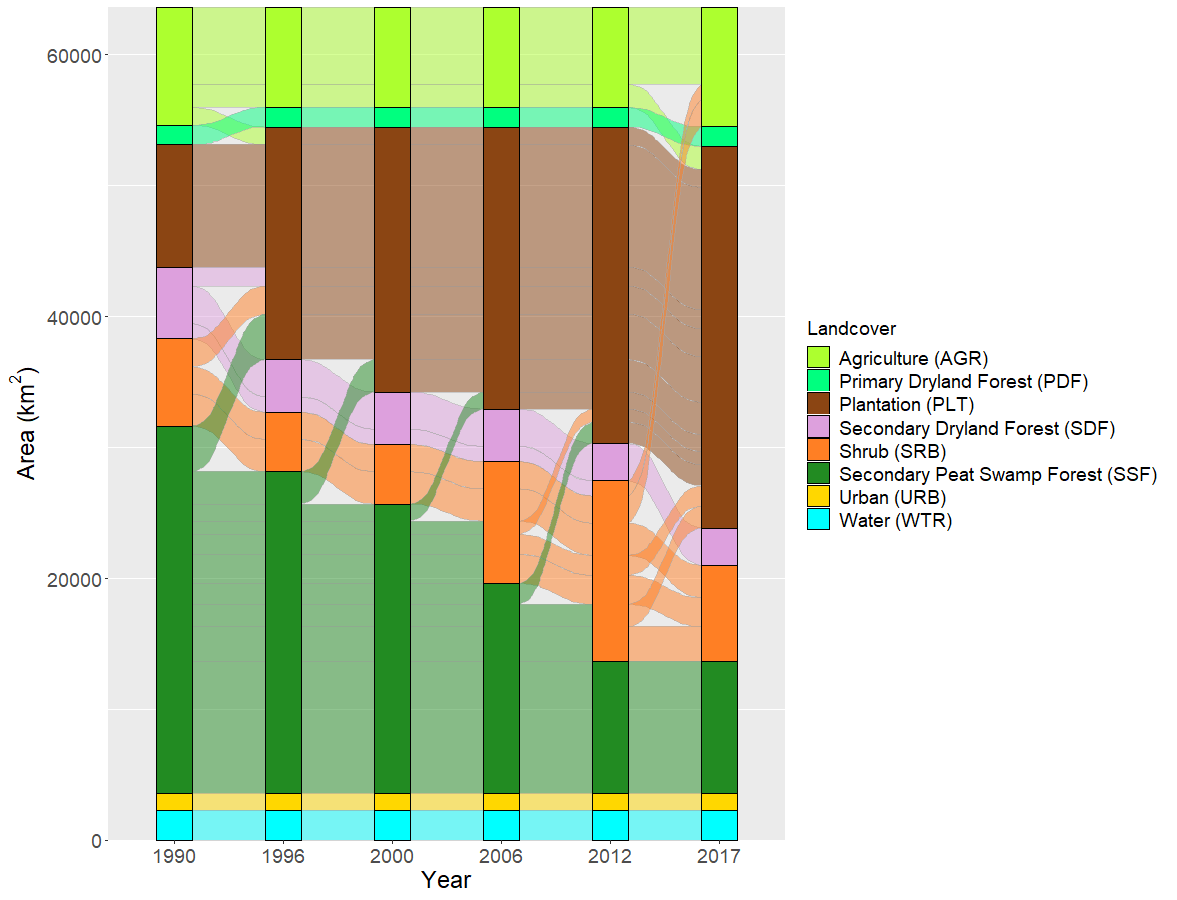 60000
40000
20000
0
Area (km²)
1990 1996 2000 2006 2012 2017
Year
Landcover
Agriculture (AGR)
Primary Dryland Forest (PDF)
Plantation (PLT)
Secondary Dryland Forest (SDF)
Shrub (SRB)
Secondary Peat Swamp Forest (SSF)
Urban (URB)
Water (WTR)